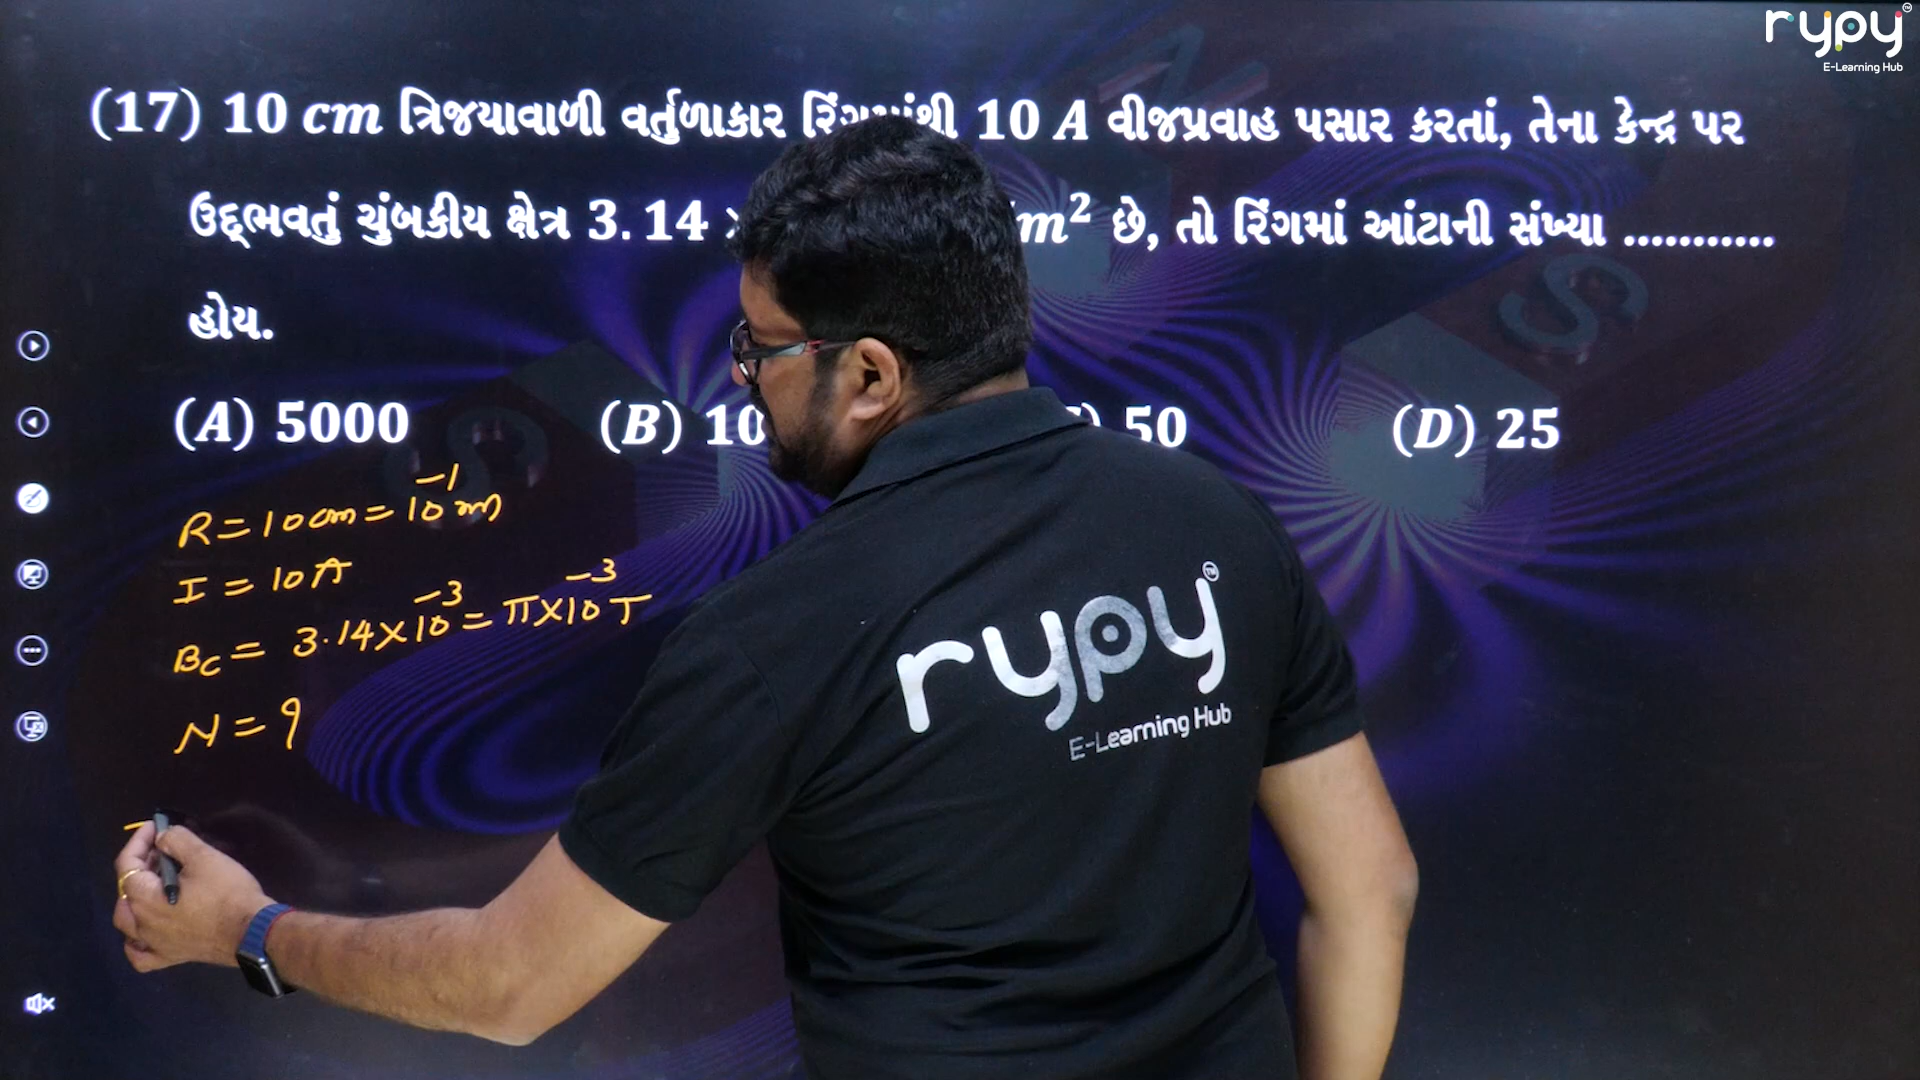 rypy
E-Learning Hub
(17) 10 cm ત્રિજયાવાળી વર્તુળાકાર 10 A વીજપ્રવાહ પસાર કરતાં, તેના કેન્દ્ર પર
ઉદ્દભવતું ચુંબકીય ક્ષેત્ર 3.14 m² છે, તો રિંગમાં આંટાની સંખ્યા ...........
હોય.
(A) 5000 (B) 10 50 (D) 25
R = 10 cm = 10⁻¹ m
I = 10 A
Bc = 3.14 × 10⁻³ = π × 10⁻³ T
N = ?
rypy
E-Learning Hub